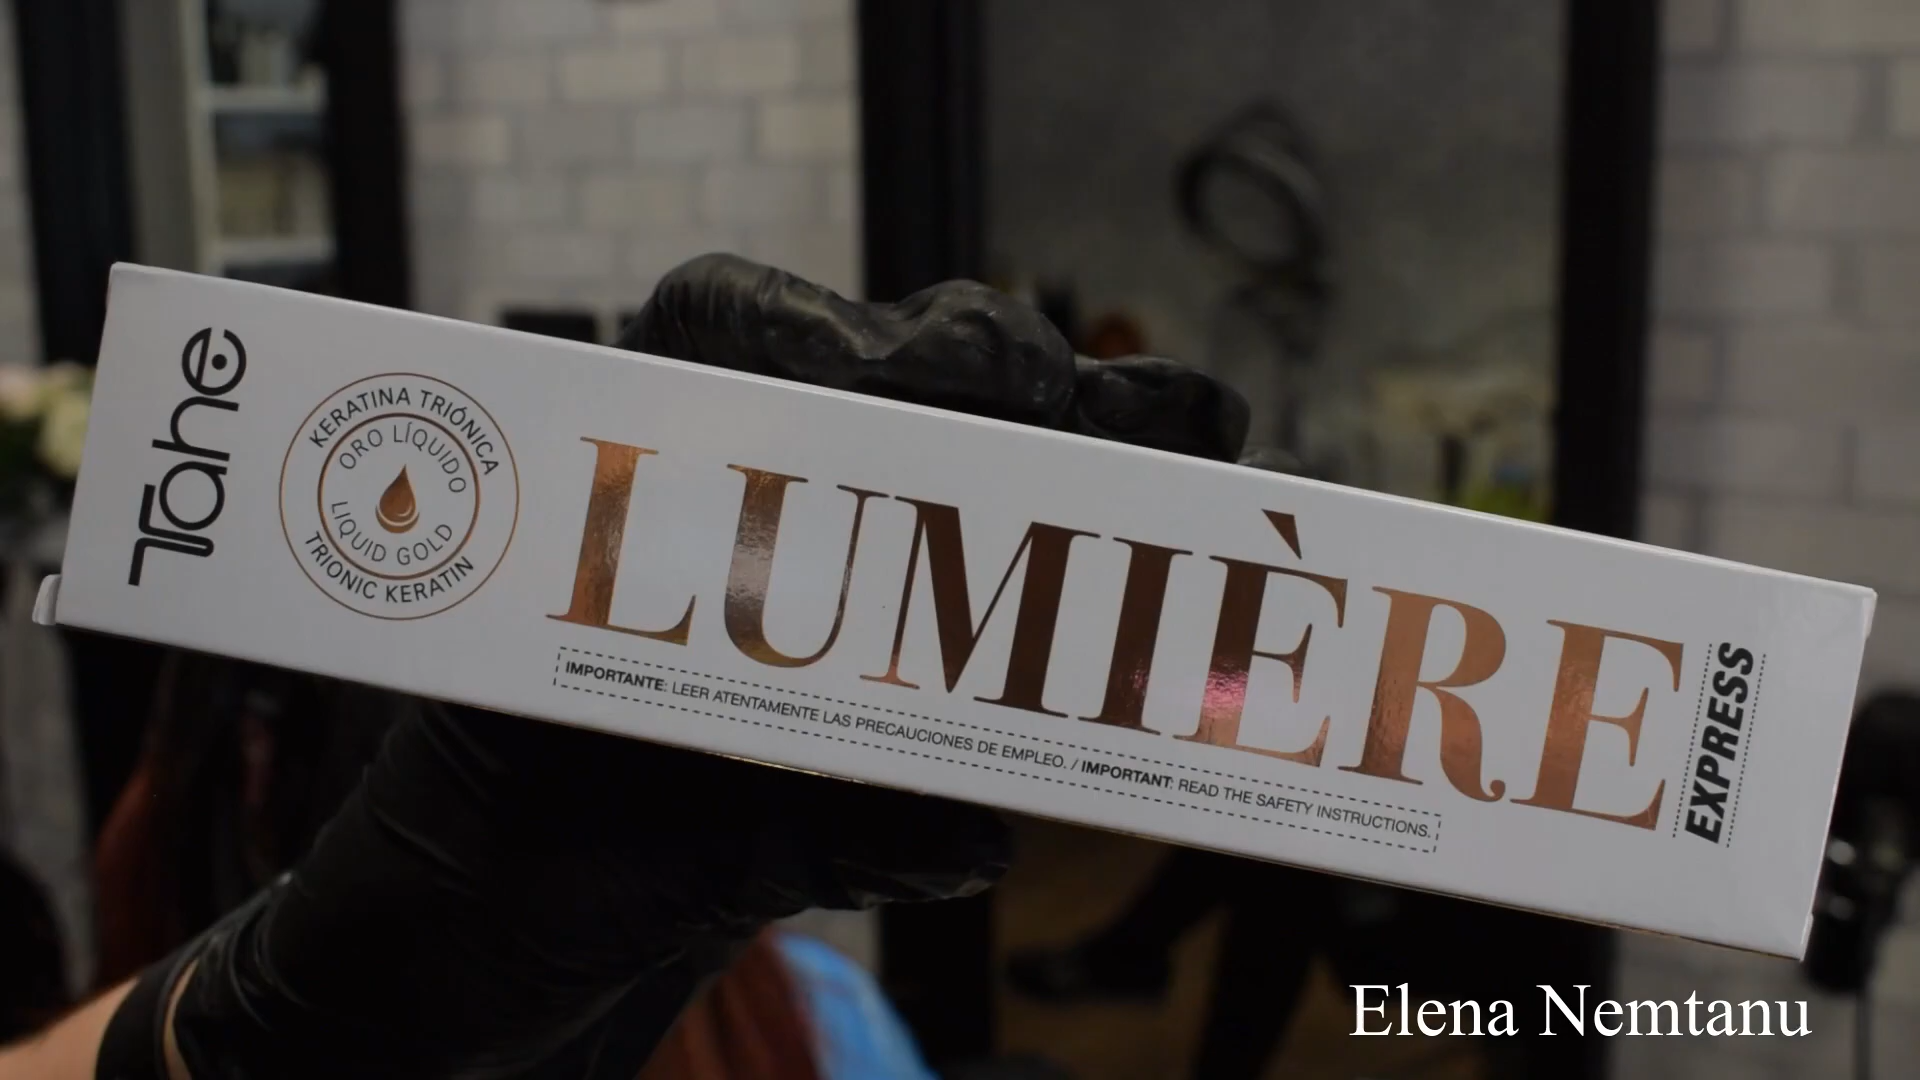 Tahe
KERATINA TRIÓNICA
ORO LÍQUIDO
LIQUID GOLD
TRIONIC KERATIN
LUMIÈRE
EXPRESS
IMPORTANTE: LEER ATENTAMENTE LAS PRECAUCIONES DE EMPLEO. / IMPORTANT: READ THE SAFETY INSTRUCTIONS.
Elena Nemtanu